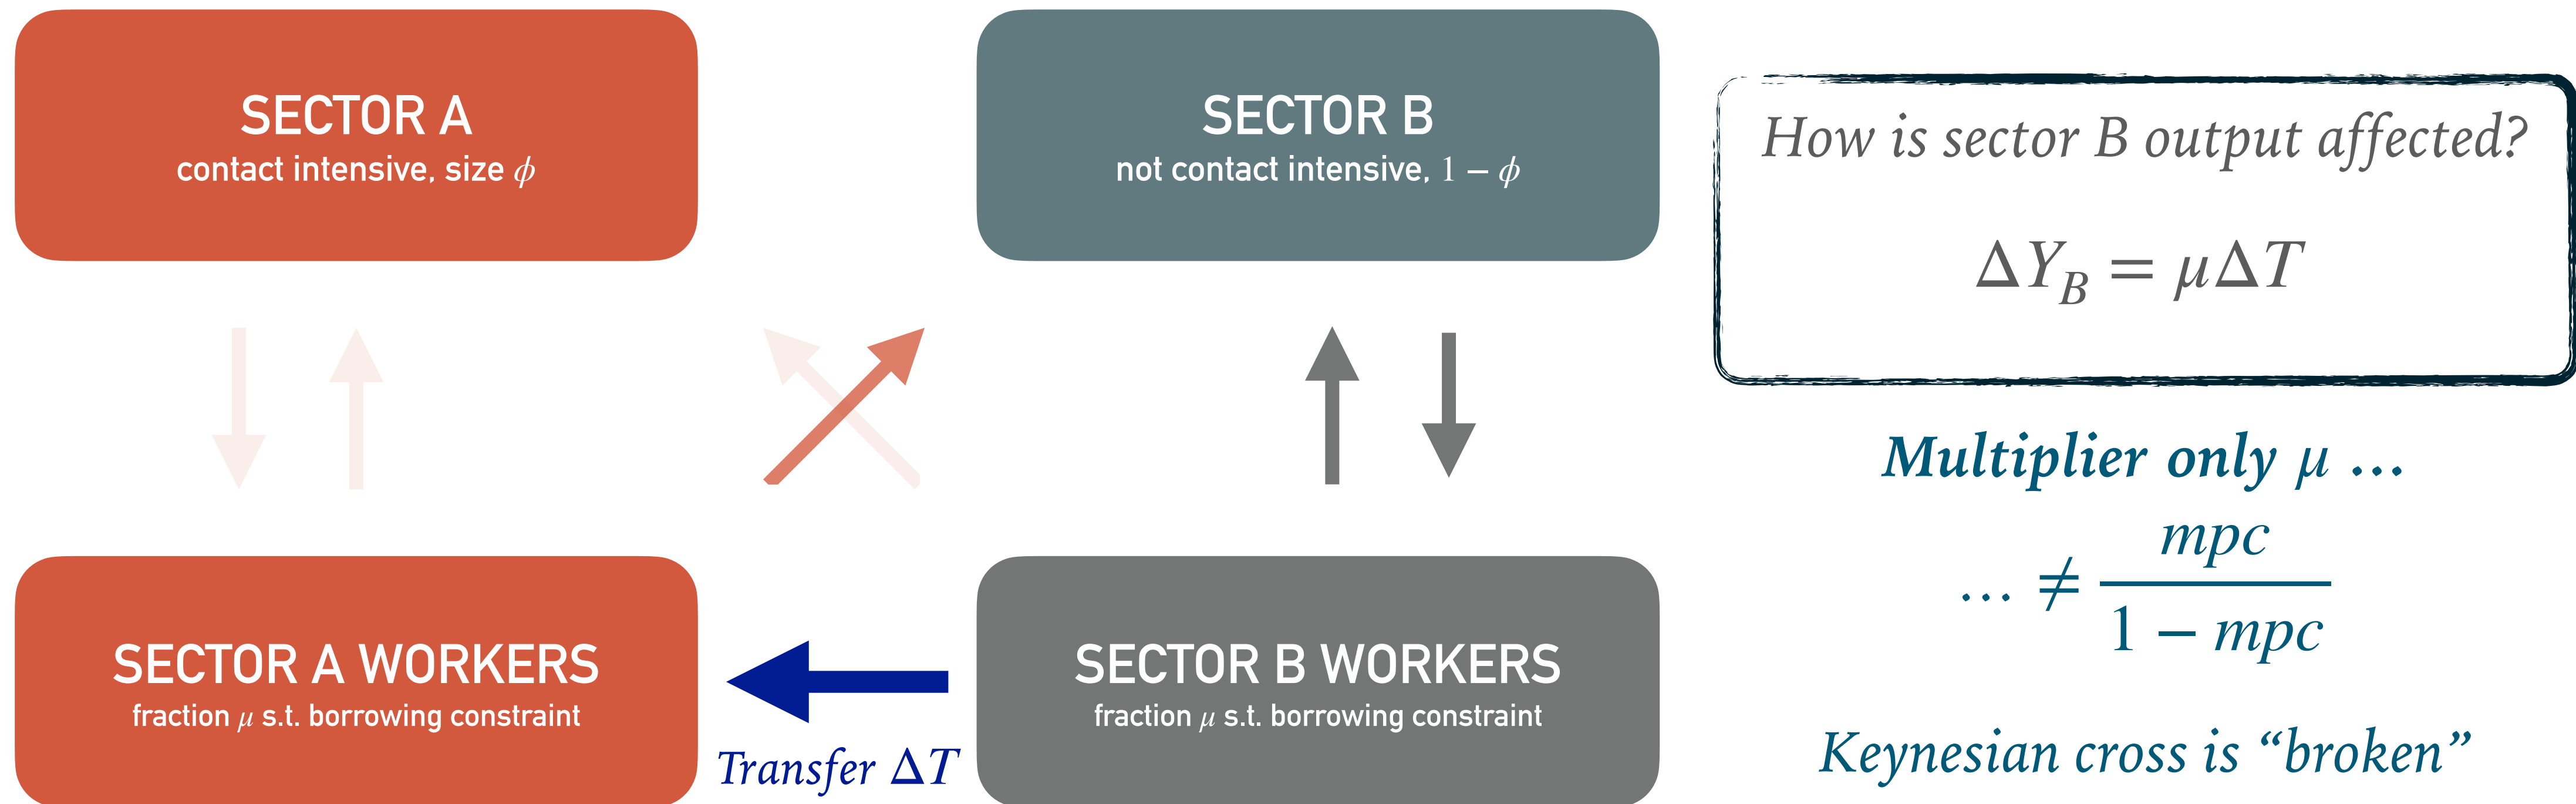 SECTOR A
contact intensive, size ϕ
SECTOR B
not contact intensive, 1 − ϕ
How is sector B output affected?
ΔY_B = μΔT
Multiplier only μ …
… ≠ mpc / (1 − mpc)
Keynesian cross is “broken”
SECTOR A WORKERS
fraction μ s.t. borrowing constraint
Transfer ΔT
SECTOR B WORKERS
fraction μ s.t. borrowing constraint